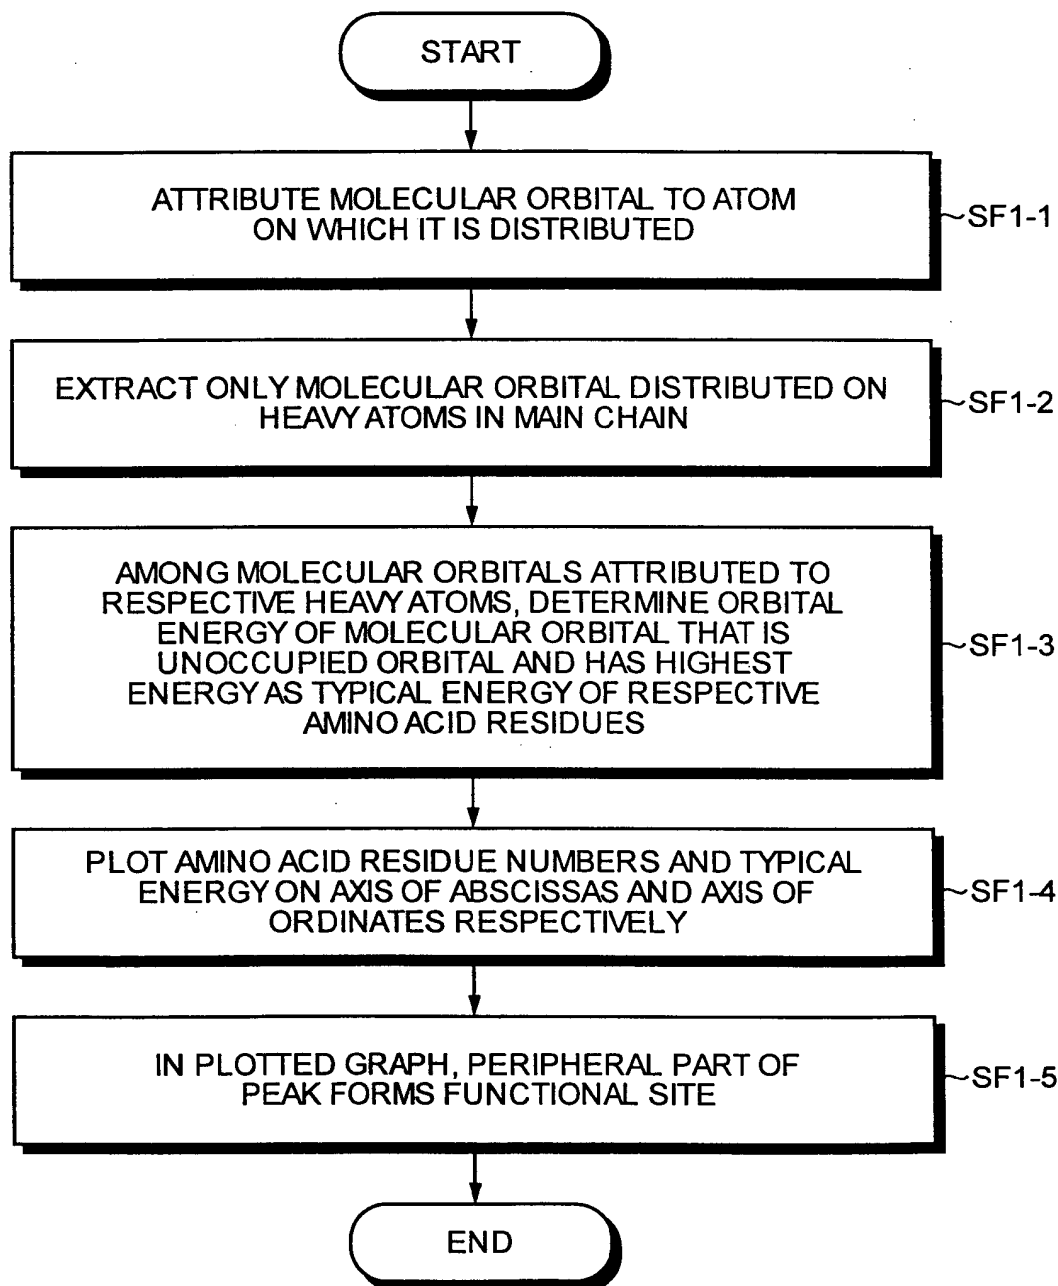 START
ATTRIBUTE MOLECULAR ORBITAL TO ATOM
ON WHICH IT IS DISTRIBUTED
SF1-1
EXTRACT ONLY MOLECULAR ORBITAL DISTRIBUTED ON
HEAVY ATOMS IN MAIN CHAIN
SF1-2
AMONG MOLECULAR ORBITALS ATTRIBUTED TO
RESPECTIVE HEAVY ATOMS, DETERMINE ORBITAL
ENERGY OF MOLECULAR ORBITAL THAT IS
UNOCCUPIED ORBITAL AND HAS HIGHEST
ENERGY AS TYPICAL ENERGY OF RESPECTIVE
AMINO ACID RESIDUES
SF1-3
PLOT AMINO ACID RESIDUE NUMBERS AND TYPICAL
ENERGY ON AXIS OF ABSCISSAS AND AXIS OF
ORDINATES RESPECTIVELY
SF1-4
IN PLOTTED GRAPH, PERIPHERAL PART OF
PEAK FORMS FUNCTIONAL SITE
SF1-5
END